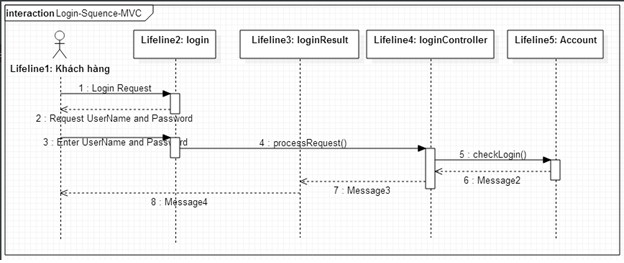 interaction Login-Squence-MVC
Lifeline2: login
Lifeline3: loginResult
Lifeline4: loginController
Lifeline5: Account
Lifeline1: Khách hàng
1 : Login Request
2 : Request UserName and Password
3 : Enter UserName and Password
4 : processRequest()
5 : checkLogin()
6 : Message2
7 : Message3
8 : Message4